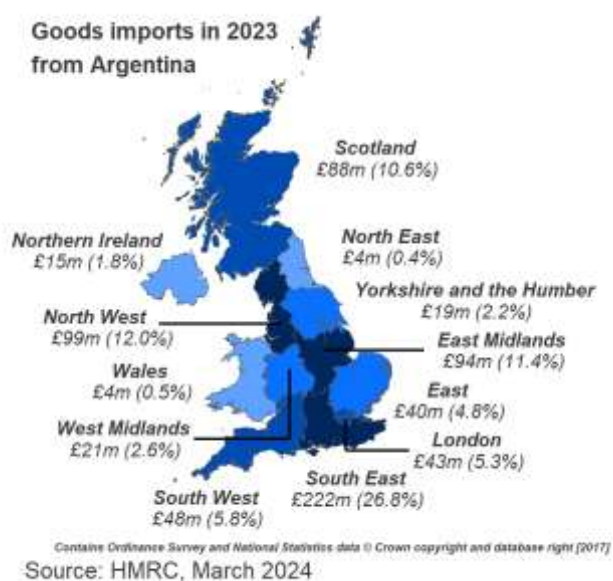 Goods imports in 2023
from Argentina
Scotland
£88m (10.6%)
Northern Ireland
£15m (1.8%)
North East
£4m (0.4%)
Yorkshire and the Humber
£19m (2.2%)
North West
£99m (12.0%)
East Midlands
£94m (11.4%)
Wales
£4m (0.5%)
East
£40m (4.8%)
West Midlands
£21m (2.6%)
London
£43m (5.3%)
South East
£222m (26.8%)
South West
£48m (5.8%)
Contains Ordinance Survey and National Statistics data © Crown copyright and database right [2017]
Source: HMRC, March 2024